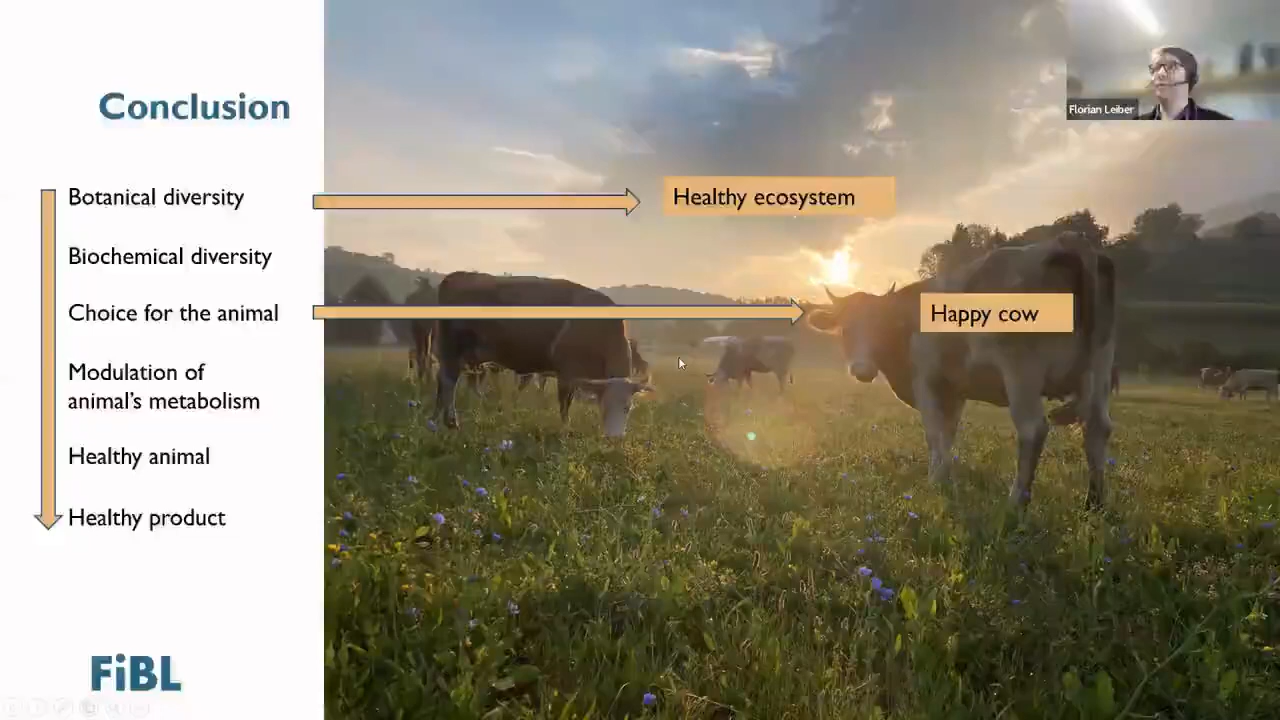 Conclusion
Florian Leiber
Botanical diversity
Healthy ecosystem
Biochemical diversity
Choice for the animal
Happy cow
Modulation of
animal's metabolism
Healthy animal
Healthy product
FiBL